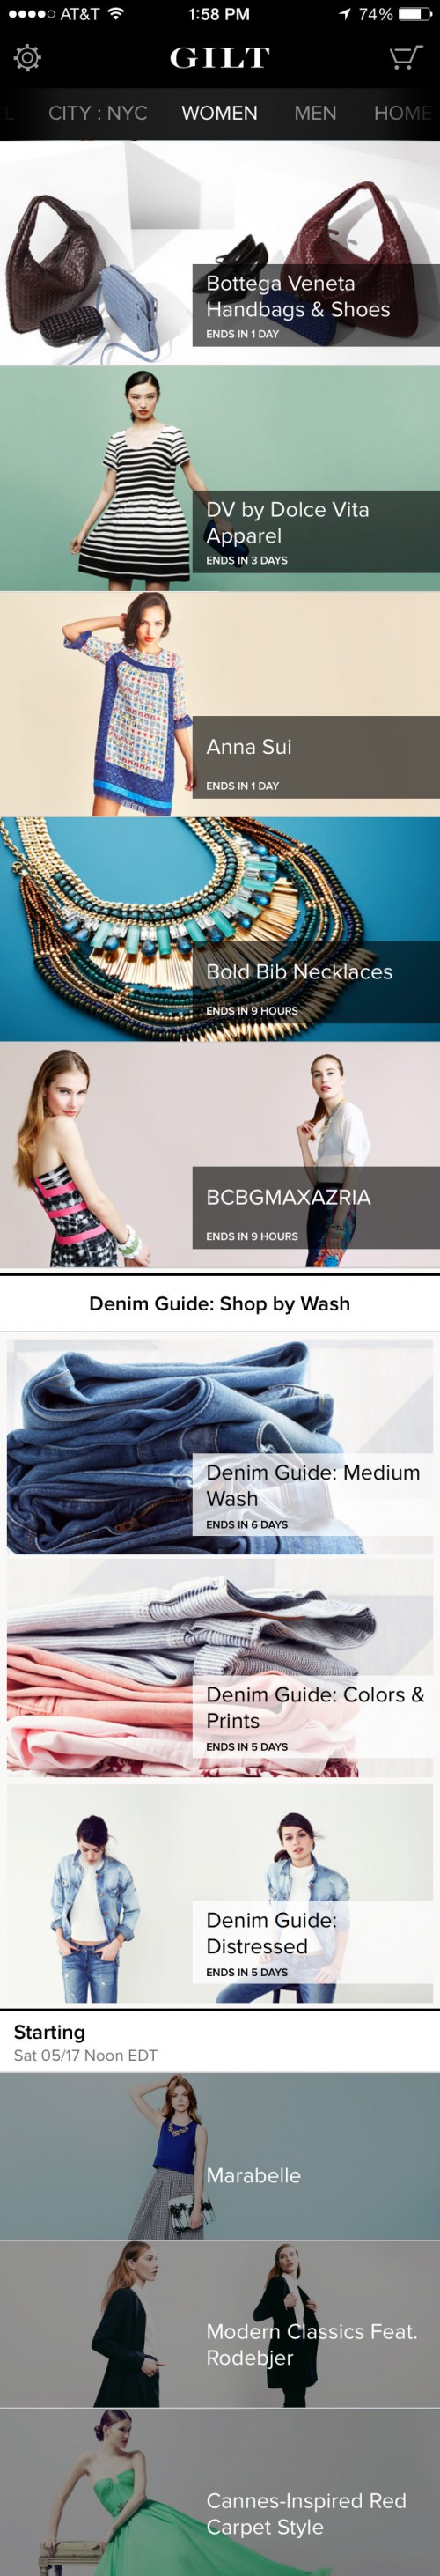 AT&T 1:58 PM 74%
GILT
CITY : NYC WOMEN MEN HOME
Bottega Veneta
Handbags & Shoes
ENDS IN 1 DAY
DV by Dolce Vita
Apparel
ENDS IN 3 DAYS
Anna Sui
ENDS IN 1 DAY
Bold Bib Necklaces
ENDS IN 9 HOURS
BCBGMAXAZRIA
ENDS IN 9 HOURS
Denim Guide: Shop by Wash
Denim Guide: Medium
Wash
ENDS IN 6 DAYS
Denim Guide: Colors &
Prints
ENDS IN 5 DAYS
Denim Guide:
Distressed
ENDS IN 5 DAYS
Starting
Sat 05/17 Noon EDT
Marabelle
Modern Classics Feat.
Rodebjer
Cannes-Inspired Red
Carpet Style